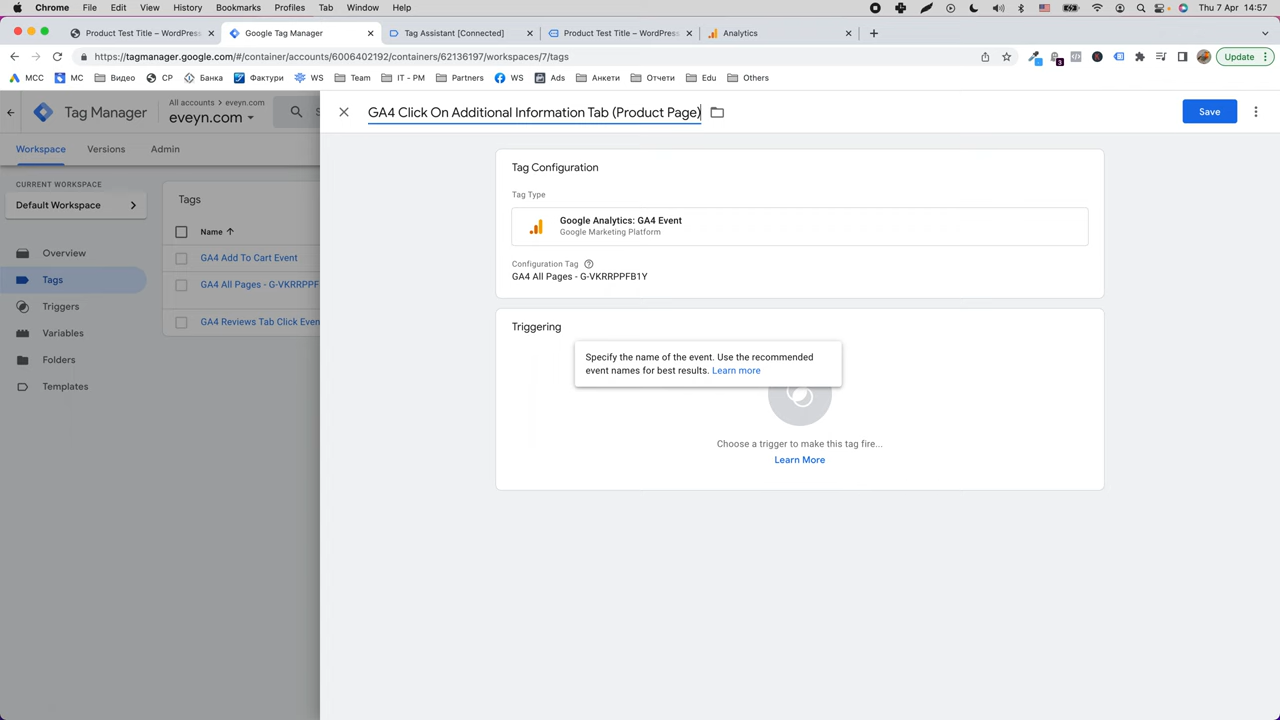 Chrome File Edit View History Bookmarks Profiles Tab Window Help Thu 7 Apr 14:57
Product Test Title – WordPress Google Tag Manager Tag Assistant [Connected] Product Test Title – WordPress Analytics
https://tagmanager.google.com/#/container/accounts/6006402192/containers/62136197/workspaces/7/tags
3
Update
MCC МС Видео CP Банка Фактури WS Team IT - PM Partners WS Ads Анкети Отчети Edu Others
Tag Manager
All accounts > eveyn.com
eveyn.com
GA4 Click On Additional Information Tab (Product Page)
Save
Workspace Versions Admin
CURRENT WORKSPACE
Default Workspace
Overview
Tags
Triggers
Variables
Folders
Templates
Tags
Name
GA4 Add To Cart Event
GA4 All Pages - G-VKRRPPF
GA4 Reviews Tab Click Even
Tag Configuration
Tag Type
Google Analytics: GA4 Event
Google Marketing Platform
Configuration Tag
GA4 All Pages - G-VKRRPPFB1Y
Triggering
Specify the name of the event. Use the recommended
event names for best results. Learn more
Choose a trigger to make this tag fire...
Learn More